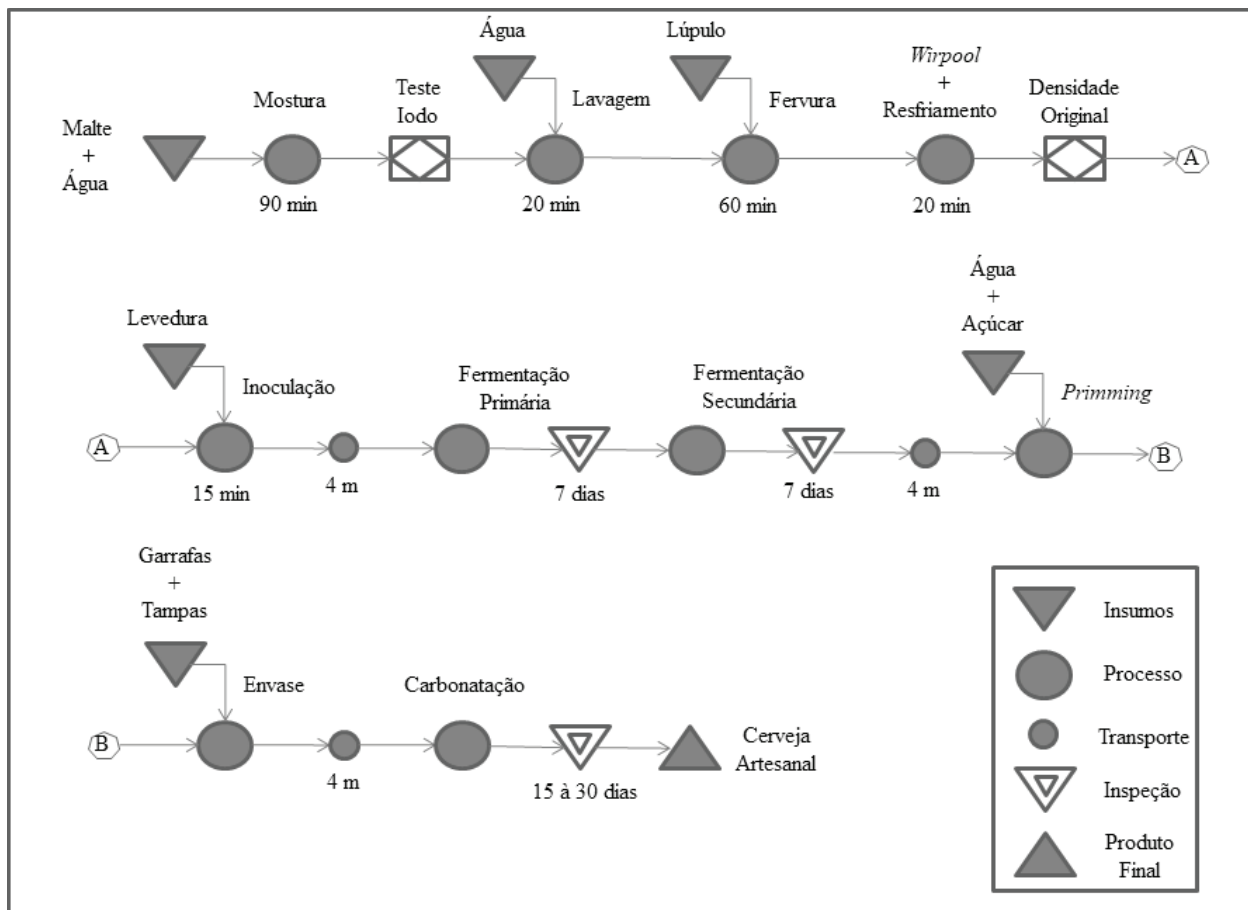 Malte
+
Água
Mostura
90 min
Teste
Iodo
Água
Lavagem
20 min
Lúpulo
Fervura
60 min
Wirpool
+
Resfriamento
20 min
Densidade
Original
A
A
Levedura
Inoculação
15 min
4 m
Fermentação
Primária
7 dias
Fermentação
Secundária
7 dias
4 m
Água
+
Açúcar
Primming
B
B
Garrafas
+
Tampas
Envase
4 m
Carbonatação
15 à 30 dias
Cerveja
Artesanal
Insumos
Processo
Transporte
Inspeção
Produto
Final